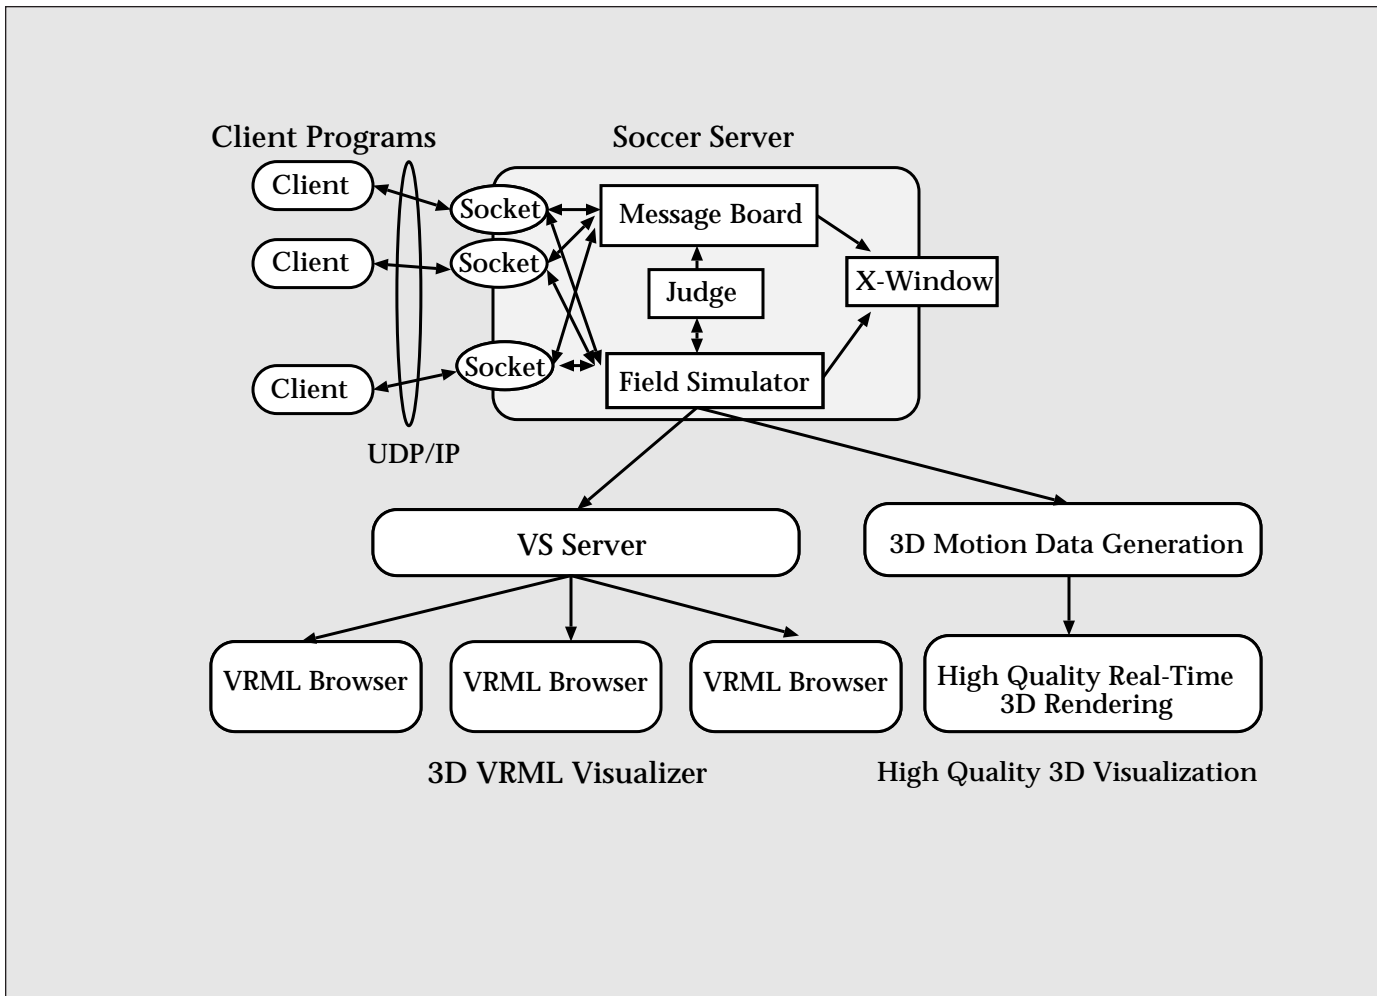 Client Programs
Soccer Server
Client
Socket
Message Board
Client
Socket
Judge
X-Window
Client
Socket
Field Simulator
UDP/IP
VS Server
3D Motion Data Generation
VRML Browser
VRML Browser
VRML Browser
High Quality Real-Time
3D Rendering
3D VRML Visualizer
High Quality 3D Visualization